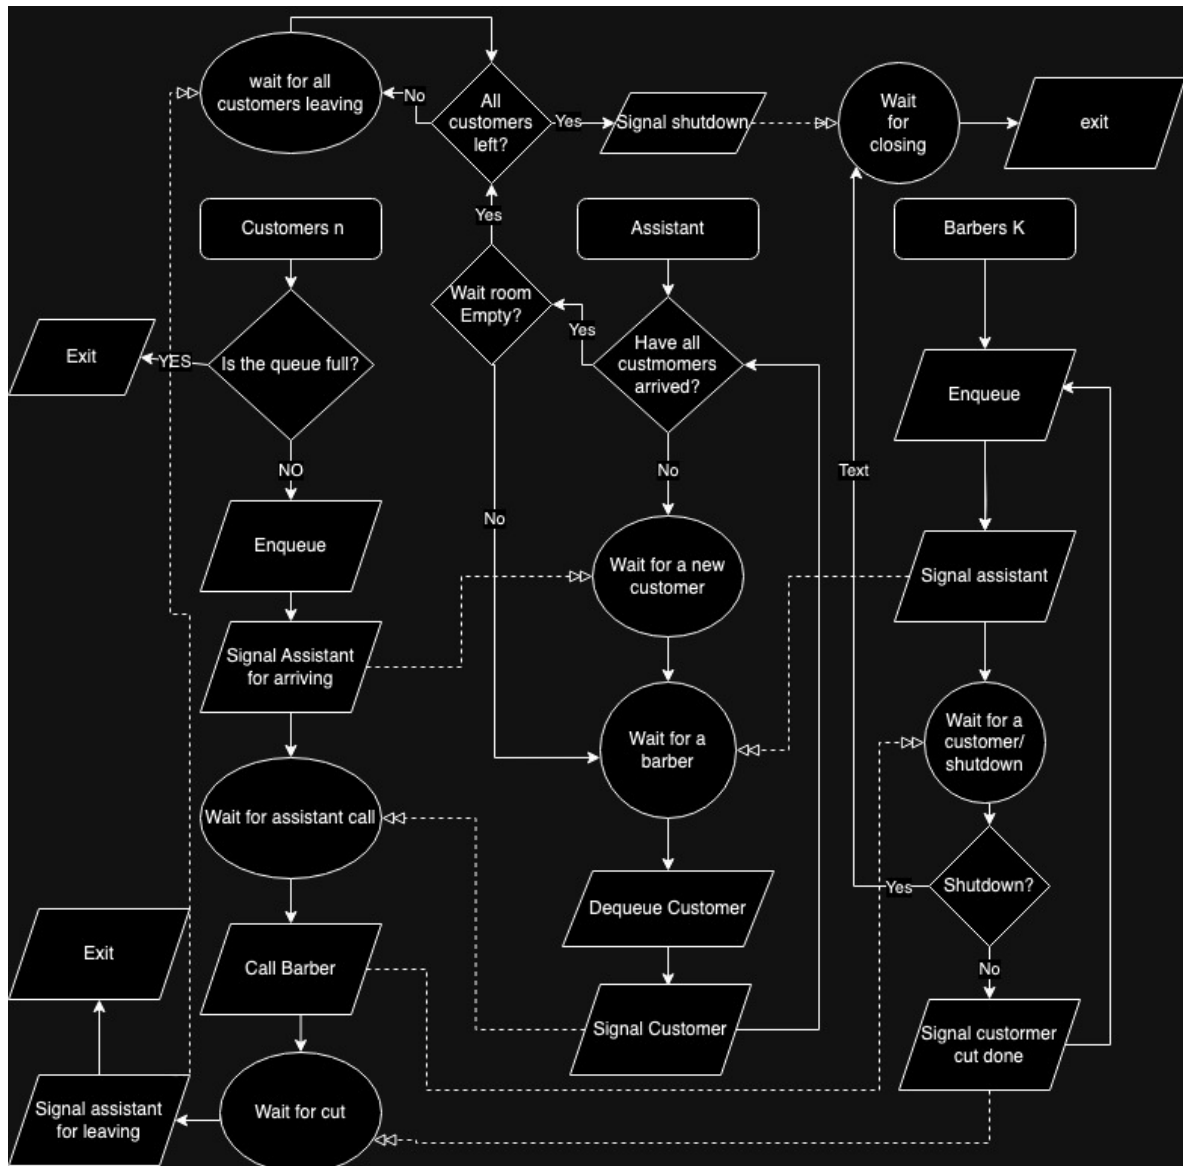 wait for all
customers leaving
No
All
customers
left?
Yes
Signal shutdown
Wait
for
closing
exit
Customers n
Yes
Assistant
Barbers K
Wait room
Empty?
Yes
Exit
YES
Is the queue full?
Have all
custmomers
arrived?
Enqueue
NO
No
Text
No
Enqueue
Wait for a new
customer
Signal assistant
Signal Assistant
for arriving
Wait for a
barber
Wait for a
customer/
shutdown
Wait for assistant call
Yes
Shutdown?
Dequeue Customer
Exit
Call Barber
No
Signal Customer
Signal custormer
cut done
Signal assistant
for leaving
Wait for cut